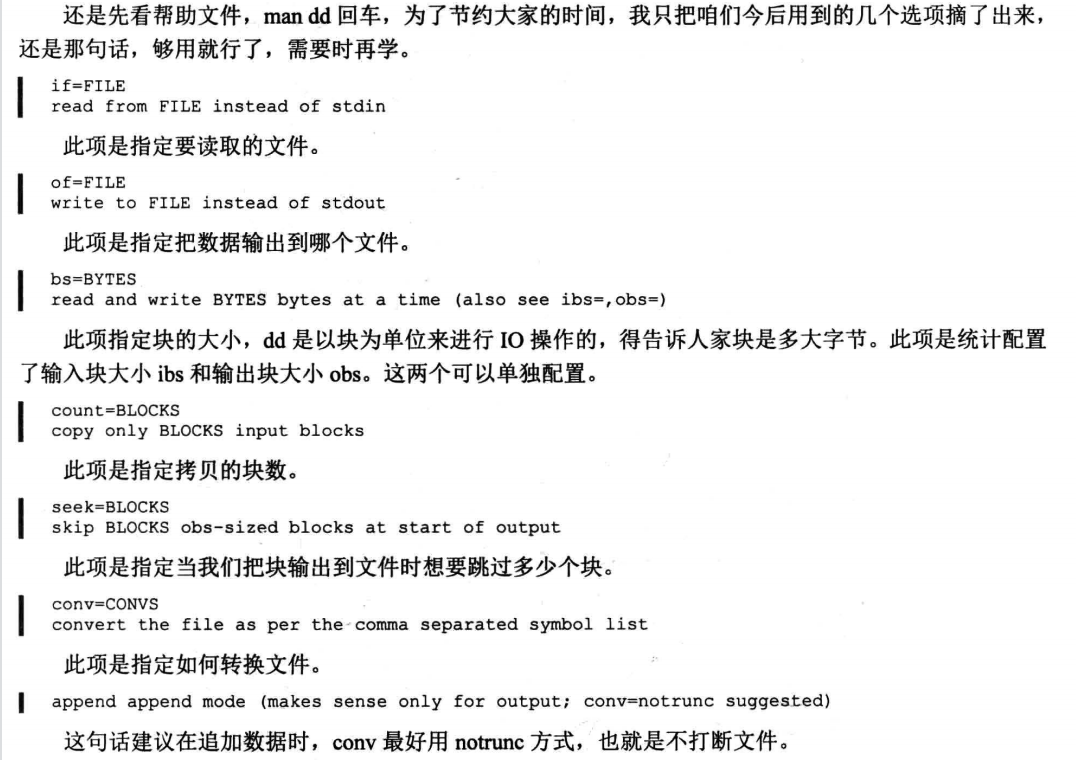 还是先看帮助文件，man dd 回车，为了节约大家的时间，我只把咱们今后用到的几个选项摘了出来，
还是那句话，够用就行了，需要时再学。
if=FILE
read from FILE instead of stdin
此项是指定要读取的文件。
of=FILE
write to FILE instead of stdout
此项是指定把数据输出到哪个文件。
bs=BYTES
read and write BYTES bytes at a time (also see ibs=,obs=)
此项指定块的大小，dd 是以块为单位来进行 IO 操作的，得告诉人家块是多大字节。此项是统计配置
了输入块大小 ibs 和输出块大小 obs。这两个可以单独配置。
count=BLOCKS
copy only BLOCKS input blocks
此项是指定拷贝的块数。
seek=BLOCKS
skip BLOCKS obs-sized blocks at start of output
此项是指定当我们把块输出到文件时想要跳过多少个块。
conv=CONVS
convert the file as per the comma separated symbol list
此项是指定如何转换文件。
append append mode (makes sense only for output; conv=notrunc suggested)
这句话建议在追加数据时，conv 最好用 notrunc 方式，也就是不打断文件。